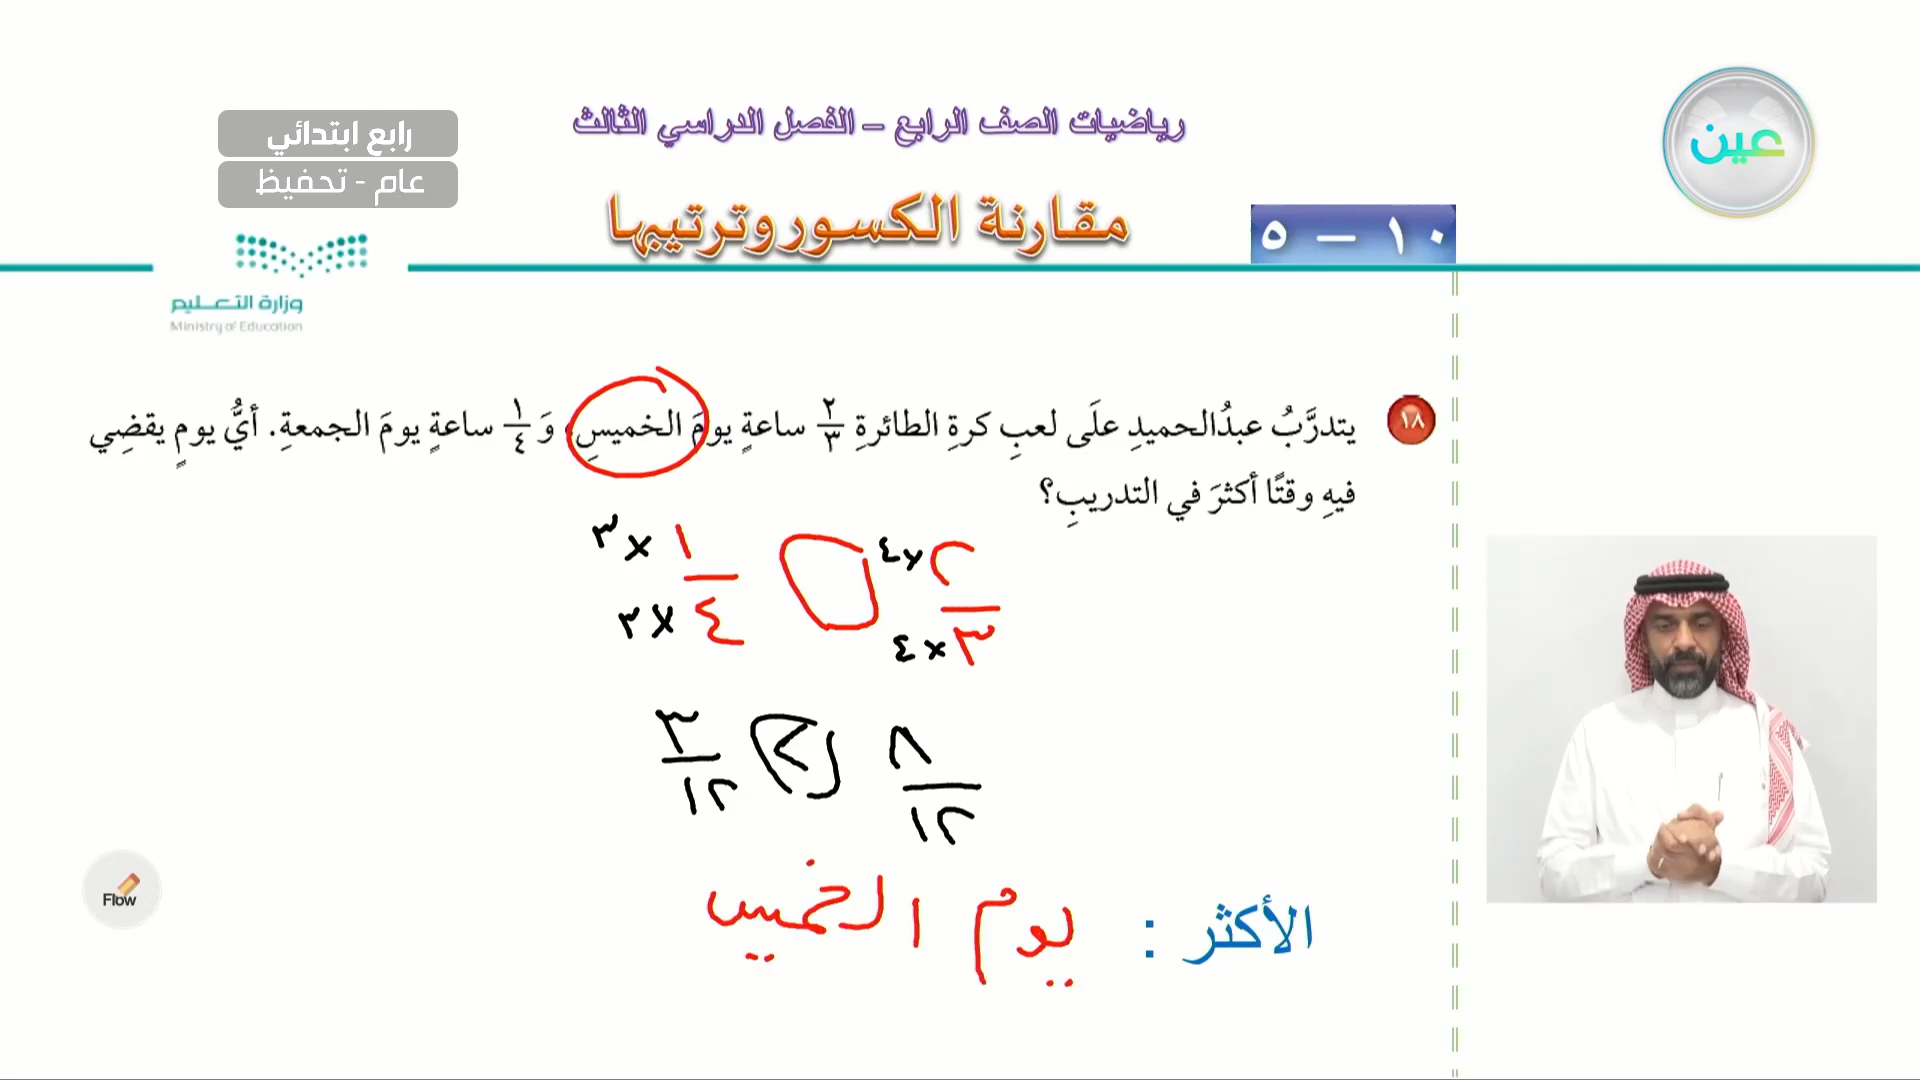 رياضيات الصف الرابع – الفصل الدراسي الثالث
عين
رابع ابتدائي
عام - تحفيظ
١٠ – ٥
مقارنة الكسور وترتيبها
وزارة التعليم
Ministry of Education
١٨ يتدرَّبُ عبدُالحميدِ علَى لعبِ كرةِ الطائرةِ ٢/٣ ساعةٍ يومَ الخميسِ، وَ ١/٤ ساعةٍ يومَ الجمعةِ. أيُّ يومٍ يقضِي
فيهِ وقتًا أكثرَ في التدريبِ؟
٢×٤ ١×٣
٣×٤ ٤×٣
٨/١٢ > ٣/١٢
الأكثر : يوم الخميس
Flow